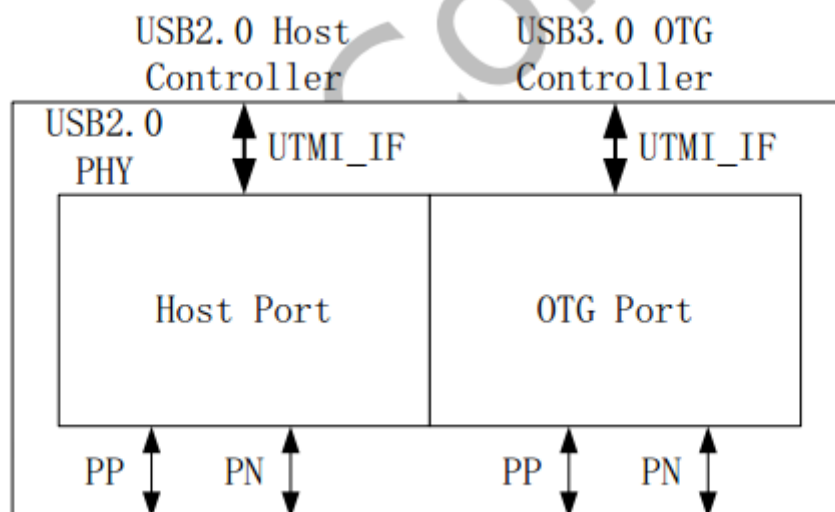 USB2.0 Host
Controller
USB3.0 OTG
Controller
USB2.0
PHY
UTMI_IF
UTMI_IF
Host Port
OTG Port
PP
PN
PP
PN